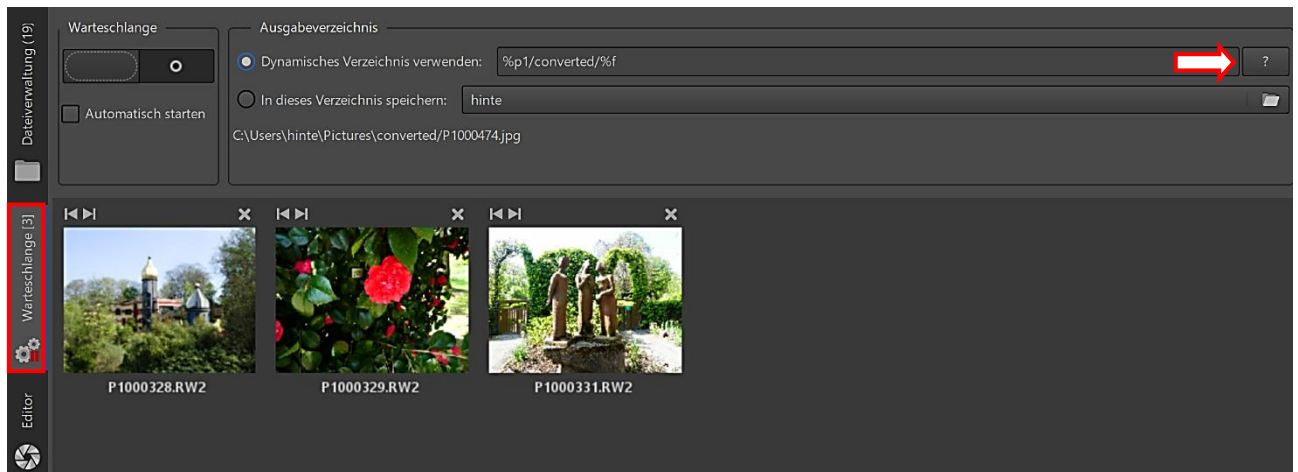 Dateiverwaltung (19)
Warteschlange [3]
Editor
Warteschlange
Automatisch starten
Ausgabeverzeichnis
Dynamisches Verzeichnis verwenden: %p1/converted/%f ?
In dieses Verzeichnis speichern: hinte
C:\Users\hinte\Pictures\converted/P1000474.jpg
P1000328.RW2
P1000329.RW2
P1000331.RW2